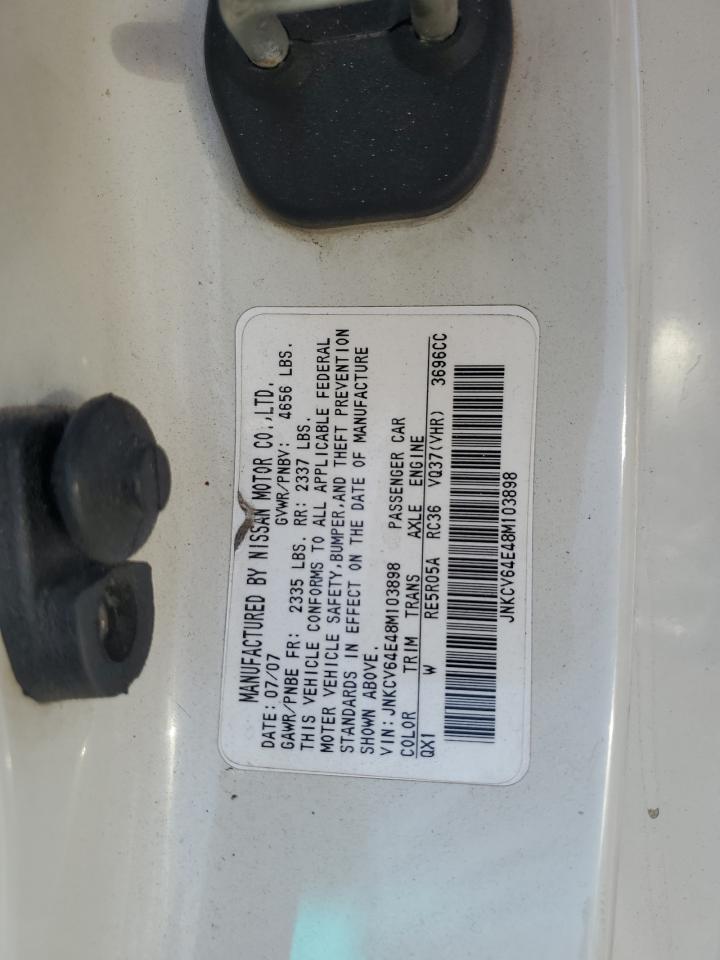 MANUFACTURED BY NISSAN MOTOR CO.,LTD.
DATE: 07/07 GVWR/PNBV: 4656 LBS.
GAWR/PNBE FR: 2335 LBS. RR: 2337 LBS.
THIS VEHICLE CONFORMS TO ALL APPLICABLE FEDERAL
MOTER VEHICLE SAFETY,BUMPER,AND THEFT PREVENTION
STANDARDS IN EFFECT ON THE DATE OF MANUFACTURE
SHOWN ABOVE.
VIN: JNKCV64E48M103898 PASSENGER CAR
COLOR TRIM TRANS AXLE ENGINE
QX1 W RE5R05A RC36 VQ37(VHR) 3696CC
JNKCV64E48M103898